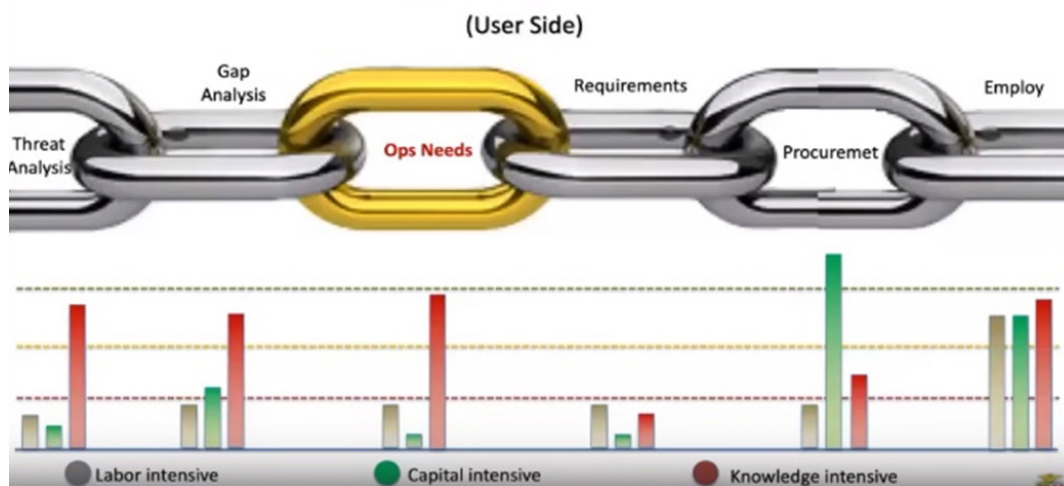 (User Side)
Gap
Analysis
Requirements
Employ
Threat
Analysis
Ops Needs
Procuremet
Labor intensive
Capital intensive
Knowledge intensive